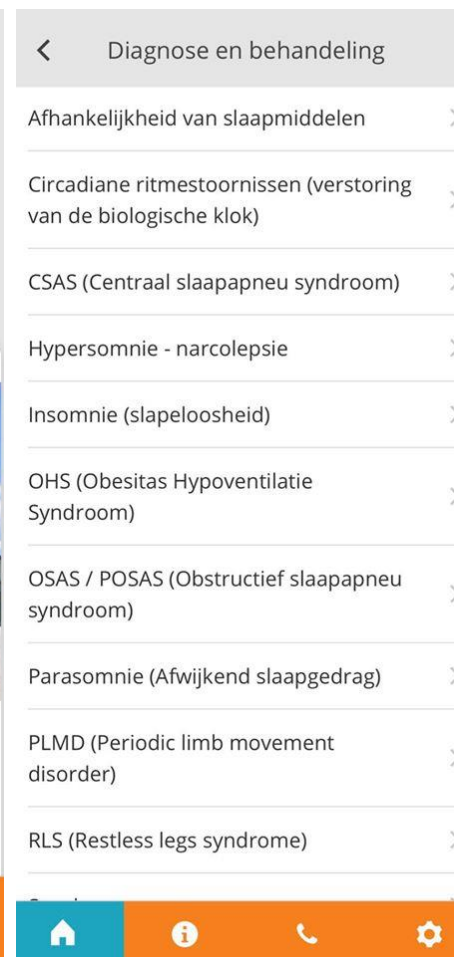 Diagnose en behandeling
Afhankelijkheid van slaapmiddelen
Circadiane ritmestoornissen (verstoring
van de biologische klok)
CSAS (Centraal slaapapneu syndroom)
Hypersomnie - narcolepsie
Insomnie (slapeloosheid)
OHS (Obesitas Hypoventilatie
Syndroom)
OSAS / POSAS (Obstructief slaapapneu
syndroom)
Parasomnie (Afwijkend slaapgedrag)
PLMD (Periodic limb movement
disorder)
RLS (Restless legs syndrome)